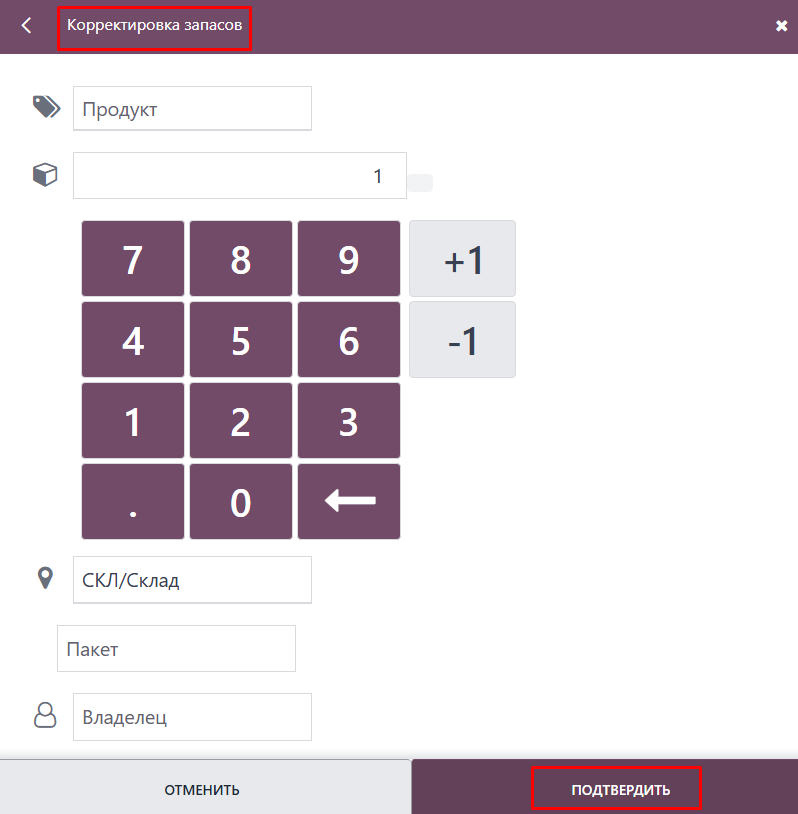 Корректировка запасов
Продукт
1
7 8 9 +1
4 5 6 -1
1 2 3
. 0
СКЛ/Склад
Пакет
Владелец
ОТМЕНИТЬ ПОДТВЕРДИТЬ